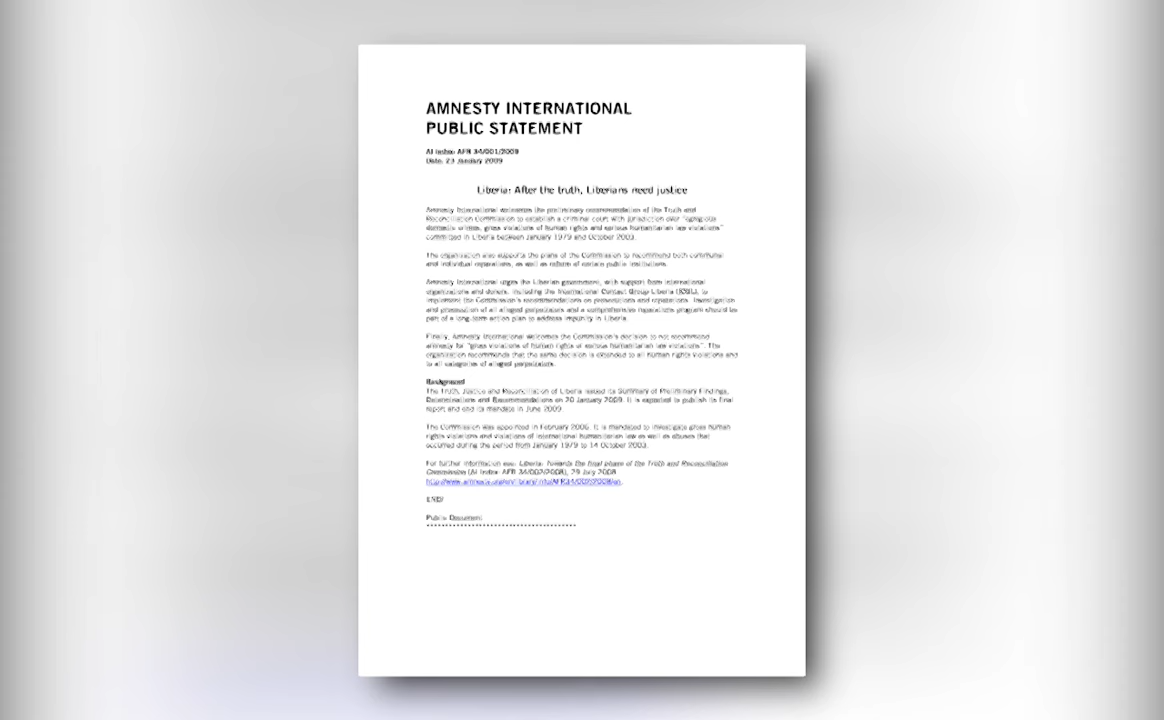 AMNESTY INTERNATIONAL
PUBLIC STATEMENT
AI Index: AFR 34/001/2009
Date: 23 January 2009
Liberia: After the truth, Liberians need justice
Amnesty International welcomes the preliminary recommendation of the Truth and
Reconciliation Commission to establish a criminal court with jurisdiction over "egregious
domestic crimes, gross violations of human rights and serious humanitarian law violations"
committed in Liberia between January 1979 and October 2003.
The organization also supports the plans of the Commission to recommend both communal
and individual reparations, as well as reform of certain public institutions.
Amnesty International urges the Liberian government, with support from international
organizations and donors, including the International Contact Group Liberia to
implement the Commission's recommendations on prosecutions and reparations. Investigation
and prosecution of all alleged perpetrators and a comprehensive reparations program should be
part of a long-term action plan to address impunity in Liberia.
Finally, Amnesty International welcomes the Commission's decision to not recommend
amnesty for "gross violations of human rights or serious humanitarian law violations". The
organization recommends that the same decision is extended to all human rights violations and
to all categories of alleged perpetrators.
Background
The Truth, Justice and Reconciliation of Liberia issued its Summary of Preliminary Findings,
Determinations and Recommendations on 20 January 2009. It is expected to publish its final
report and end its mandate in June 2009
The Commission was appointed in February 2006. It is mandated to investigate gross human
rights violations and violations of international humanitarian law as well as abuses that
occurred during the period from January 1979 to 14 October 2003.
For further information see: Liberia: Towards the final phase of the Truth and Reconciliation
Commission (AI Index: AFR 34/002/2008), 29 July 2008
END/
Public Document